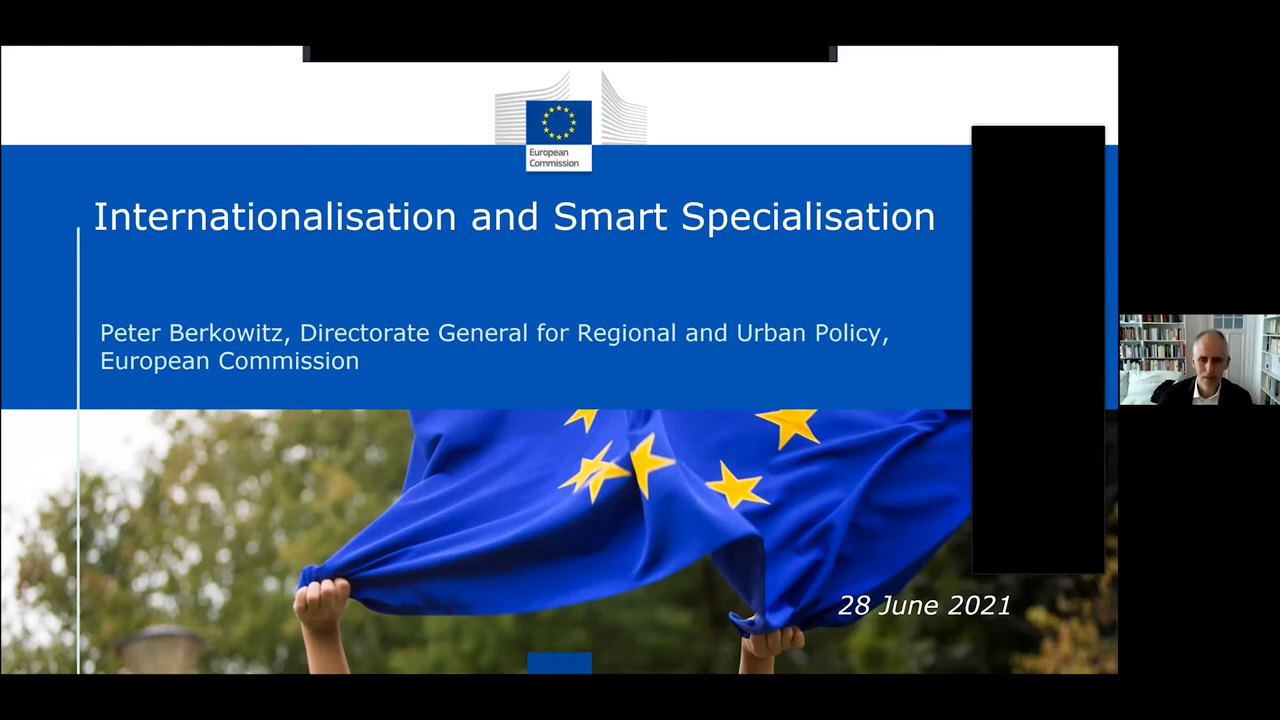 European
Commission
Internationalisation and Smart Specialisation
Peter Berkowitz, Directorate General for Regional and Urban Policy,
European Commission
28 June 2021